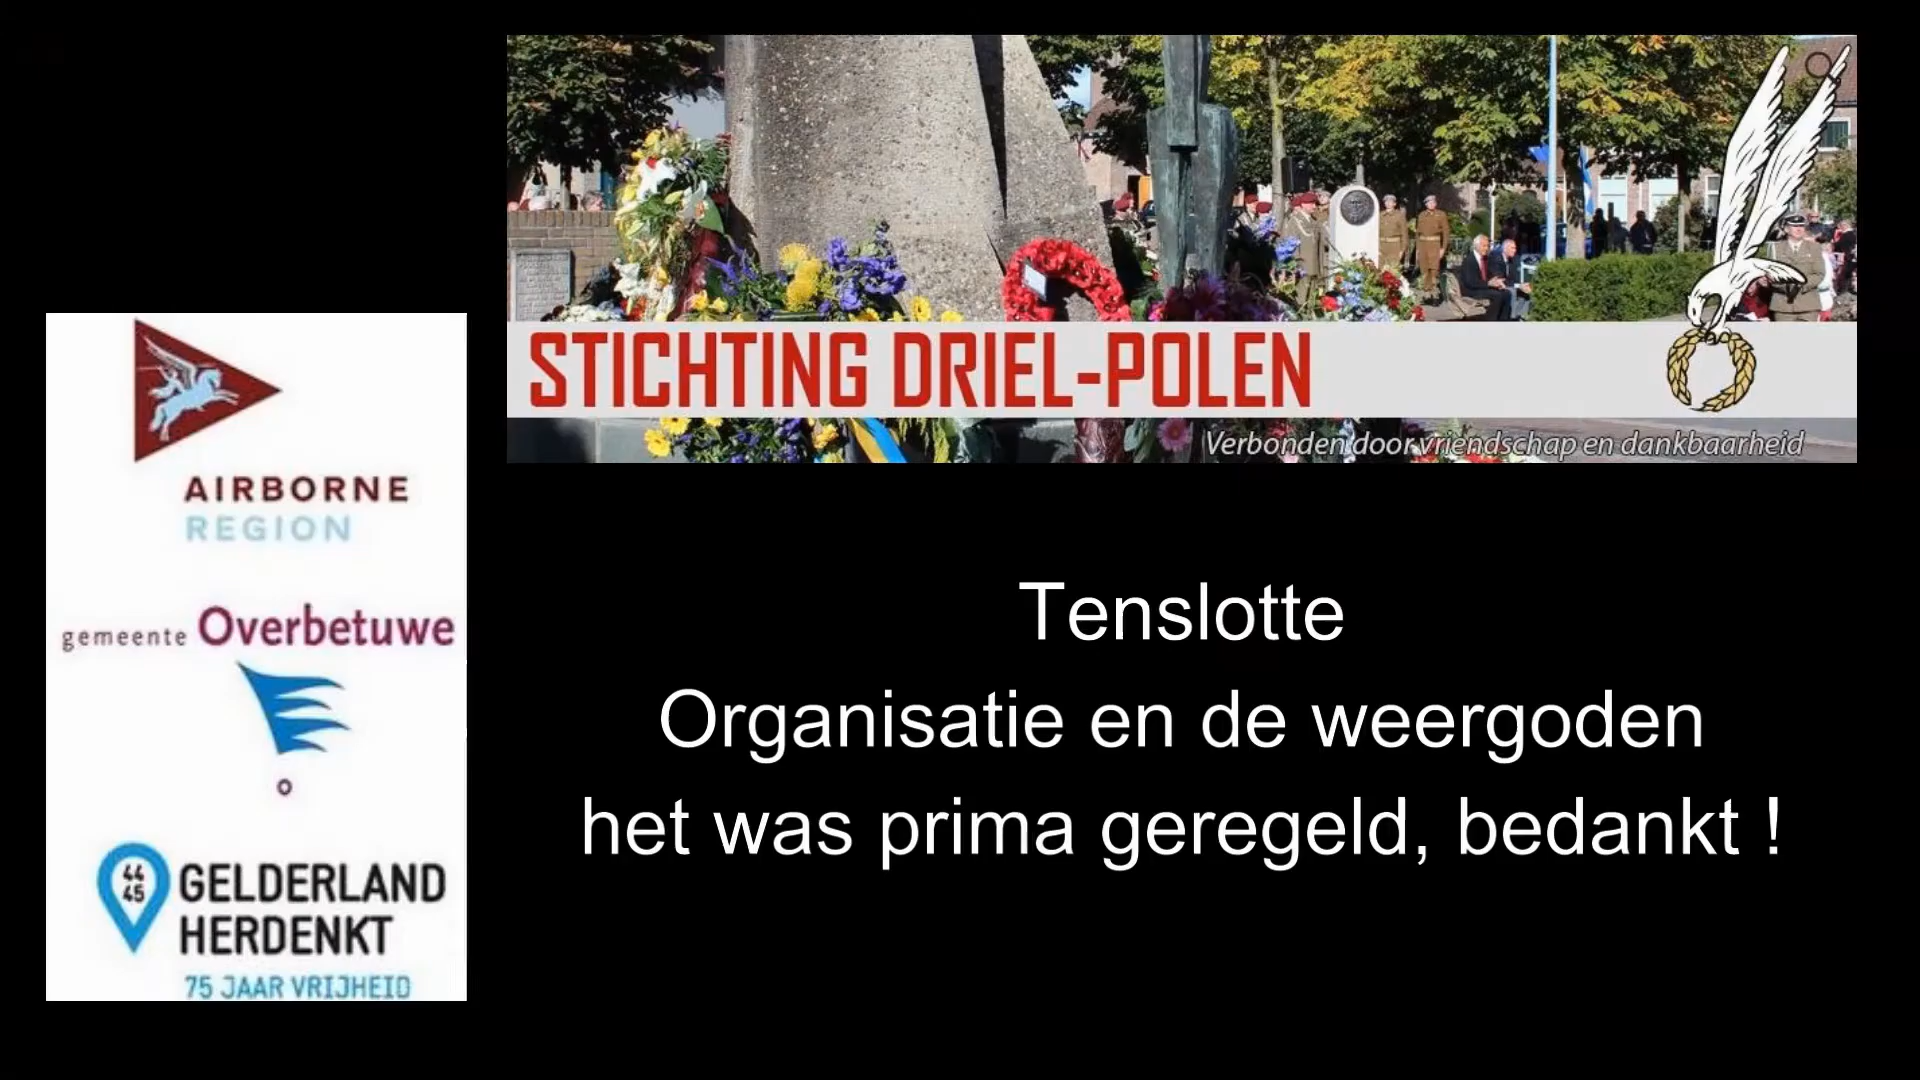 STICHTING DRIEL-POLEN
Verbonden door vriendschap en dankbaarheid
AIRBORNE
REGION
gemeente Overbetuwe
44
45
GELDERLAND
HERDENKT
75 JAAR VRIJHEID
Tenslotte
Organisatie en de weergoden
het was prima geregeld, bedankt !